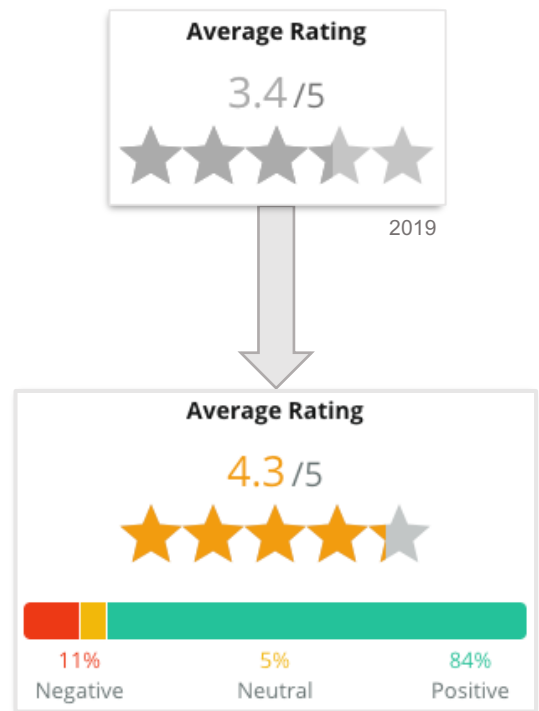 Average Rating
3.4/5
2019
Average Rating
4.3/5
11% 5% 84%
Negative Neutral Positive